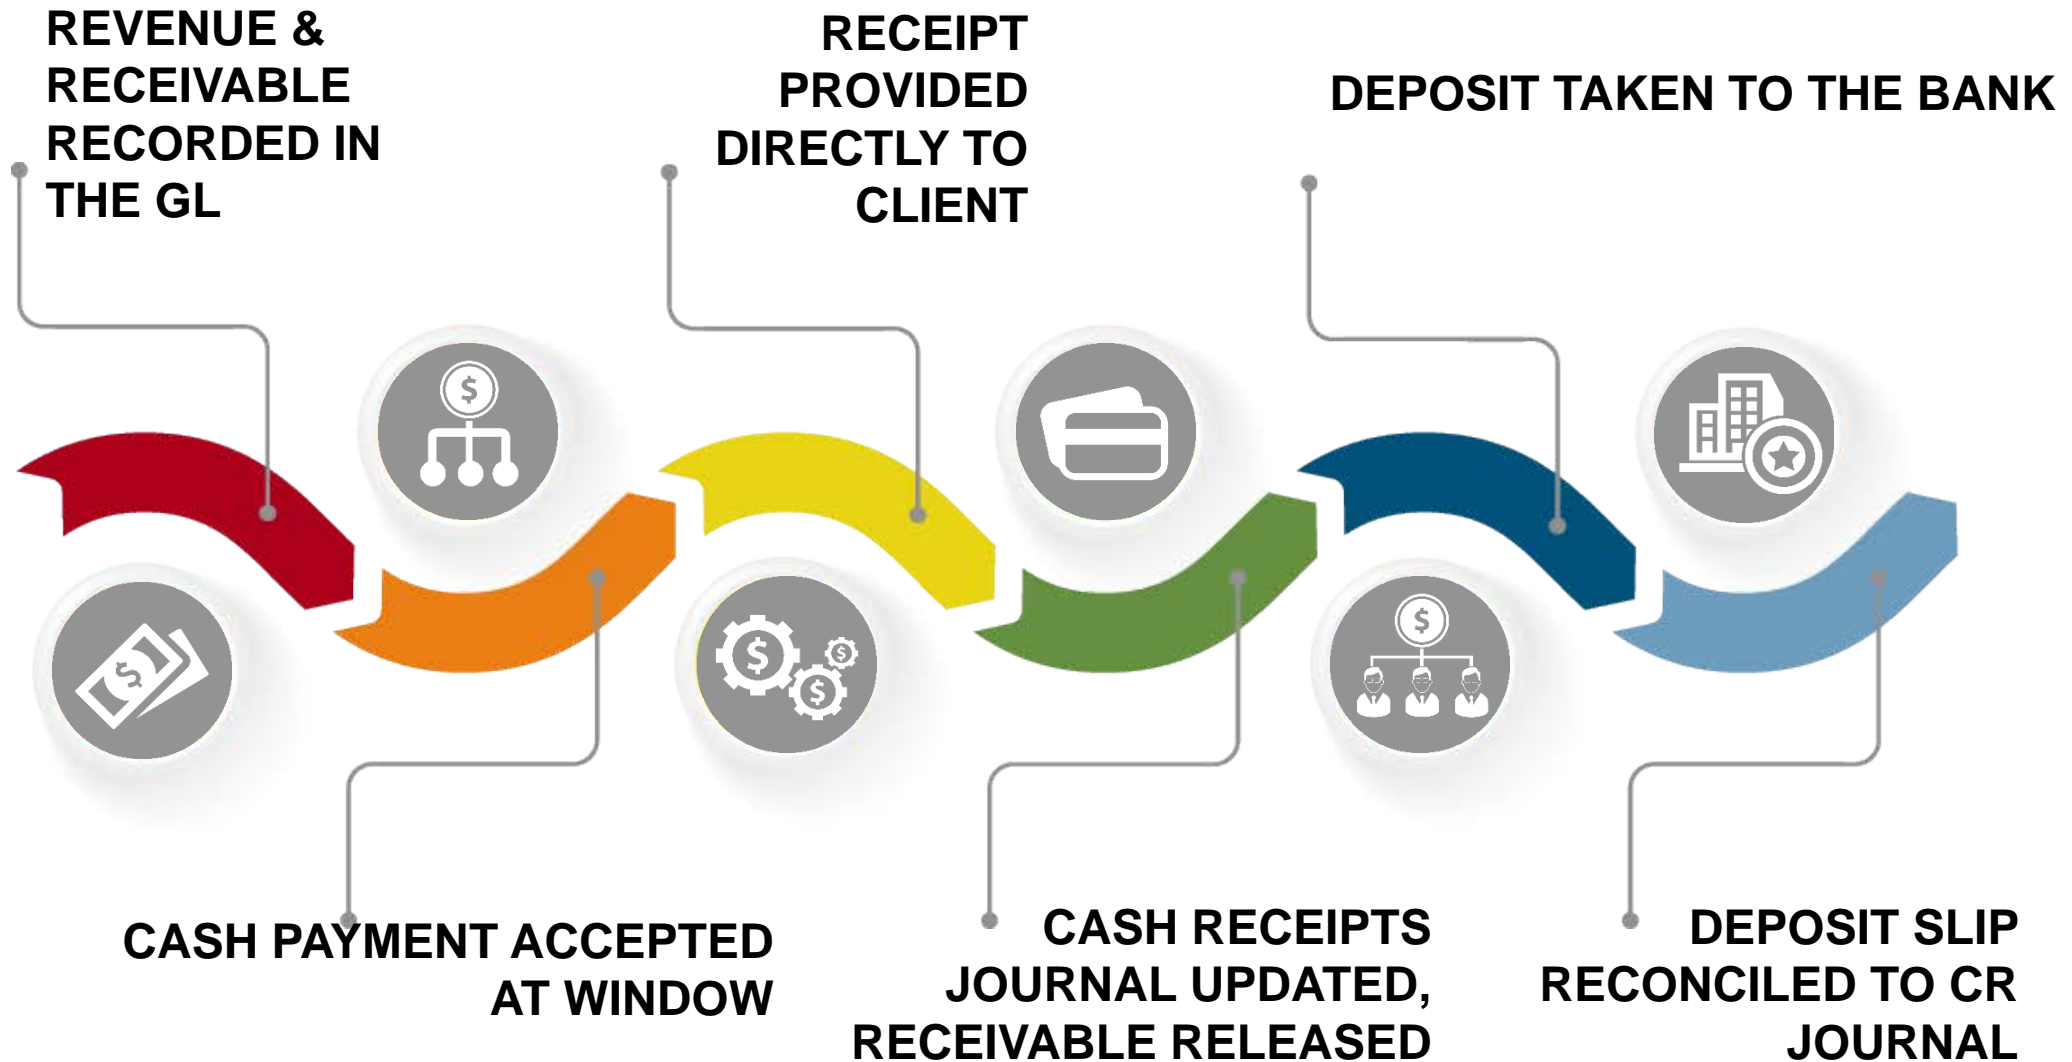 REVENUE &
RECEIVABLE
RECORDED IN
THE GL
CASH PAYMENT ACCEPTED
AT WINDOW
RECEIPT
PROVIDED
DIRECTLY TO
CLIENT
CASH RECEIPTS
JOURNAL UPDATED,
RECEIVABLE RELEASED
DEPOSIT TAKEN TO THE BANK
DEPOSIT SLIP
RECONCILED TO CR
JOURNAL
$
$
$
$
$
$